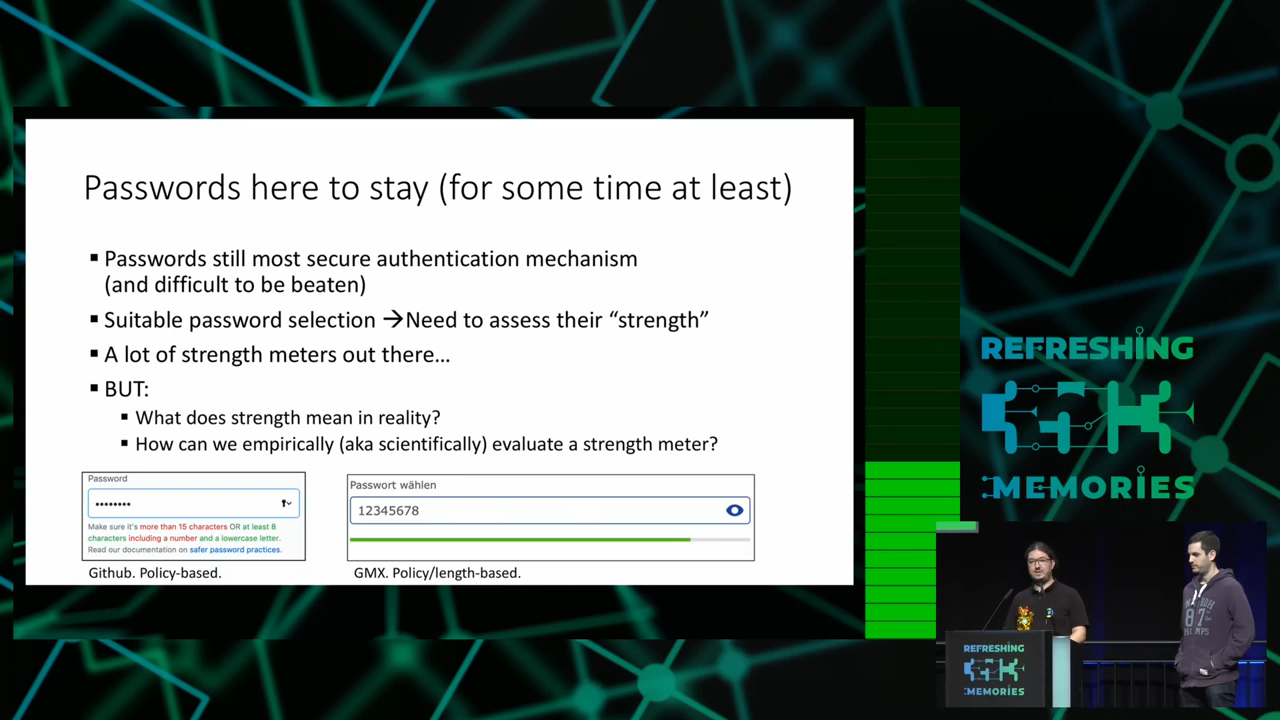 Passwords here to stay (for some time at least)
▪ Passwords still most secure authentication mechanism
(and difficult to be beaten)
▪ Suitable password selection → Need to assess their “strength”
▪ A lot of strength meters out there…
▪ BUT:
▪ What does strength mean in reality?
▪ How can we empirically (aka scientifically) evaluate a strength meter?
Password
Make sure it's more than 15 characters OR at least 8
characters including a number and a lowercase letter.
Read our documentation on safer password practices.
Github. Policy-based.
Passwort wählen
12345678
GMX. Policy/length-based.
REFRESHING
MEMORIES
REFRESHING
MEMORIES
87